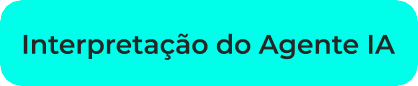 Interpretação do Agente IA